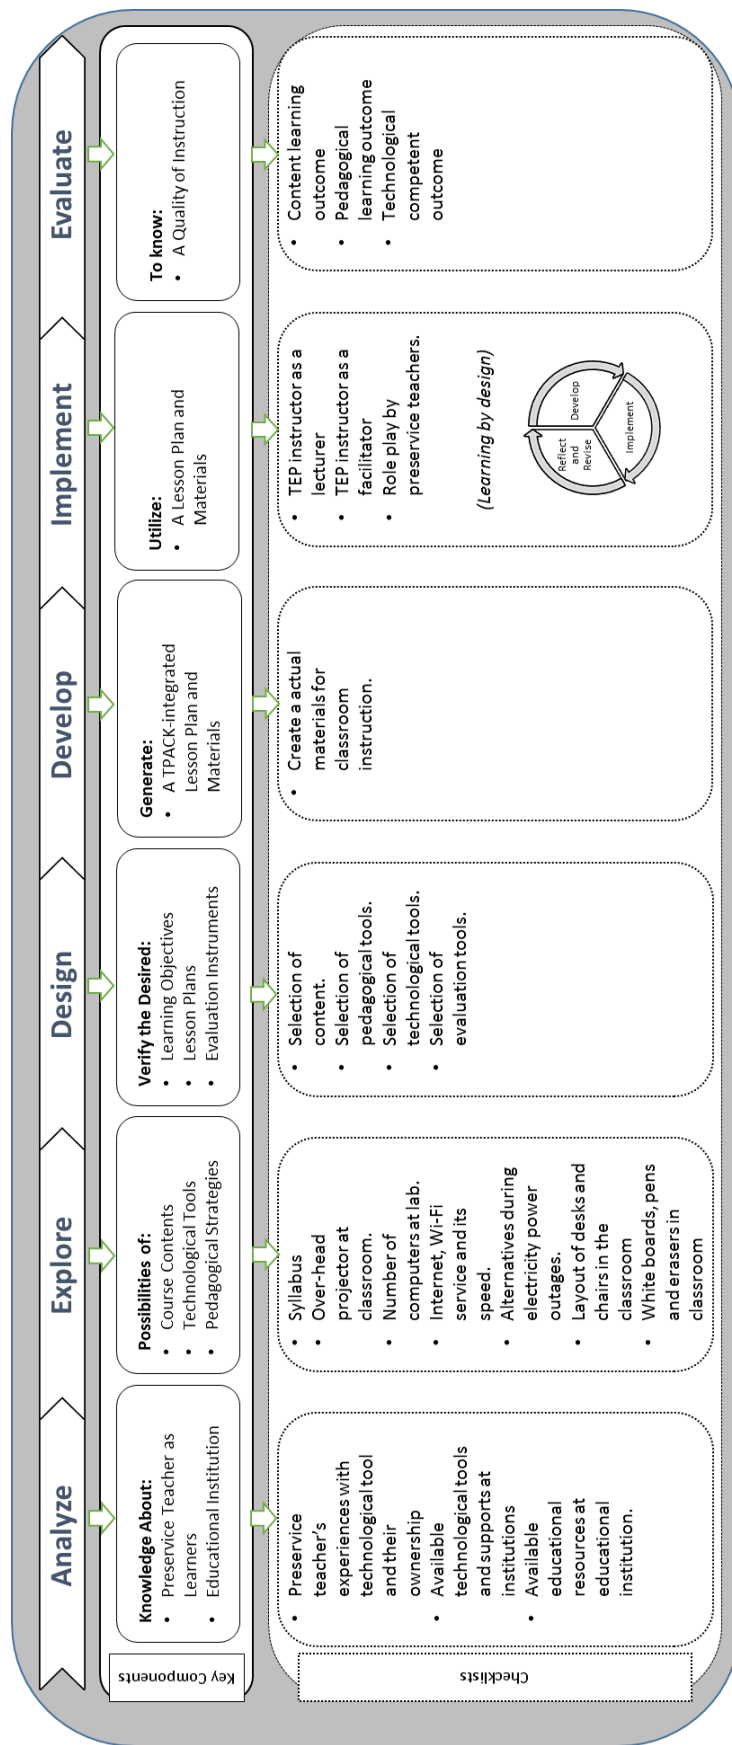 Analyze
Explore
Design
Develop
Implement
Evaluate
Key Components
Knowledge About:
• Preservice Teacher as
Learners
• Educational Institution
Possibilities of:
• Course Contents
• Technological Tools
• Pedagogical Strategies
Verify the Desired:
• Learning Objectives
• Lesson Plans
• Evaluation Instruments
Generate:
• A TPACK-integrated
Lesson Plan and
Materials
Utilize:
• A Lesson Plan and
Materials
To know:
• A Quality of Instruction
Checklists
• Preservice
teacher's
experiences with
technological tool
and their
ownership
• Available
technological tools
and supports at
institutions
• Available
educational
resources at
educational
institution.
• Syllabus
• Over-head
projector at
classroom.
• Number of
computers at lab.
• Internet, Wi-Fi
service and its
speed.
• Alternatives during
electricity power
outages.
• Layout of desks and
chairs in the
classroom
• White boards, pens
and erasers in
classroom
• Selection of
content.
• Selection of
pedagogical tools.
• Selection of
technological tools.
• Selection of
evaluation tools.
• Create a actual
materials for
classroom
instruction.
• TEP instructor as a
lecturer
• TEP instructor as a
facilitator
• Role play by
preservice teachers.
(Learning by design)
Reflect
and
Revise
Develop
Implement
• Content learning
outcome
• Pedagogical
learning outcome
• Technological
competent
outcome